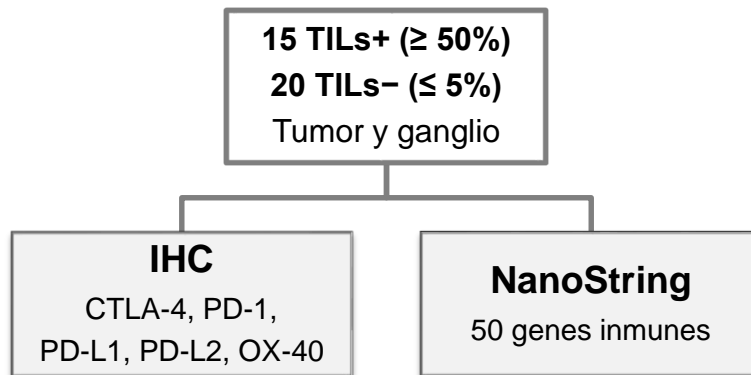 15 TILs+ (≥ 50%)
20 TILs− (≤ 5%)
Tumor y ganglio
IHC
CTLA-4, PD-1,
PD-L1, PD-L2, OX-40
NanoString
50 genes inmunes